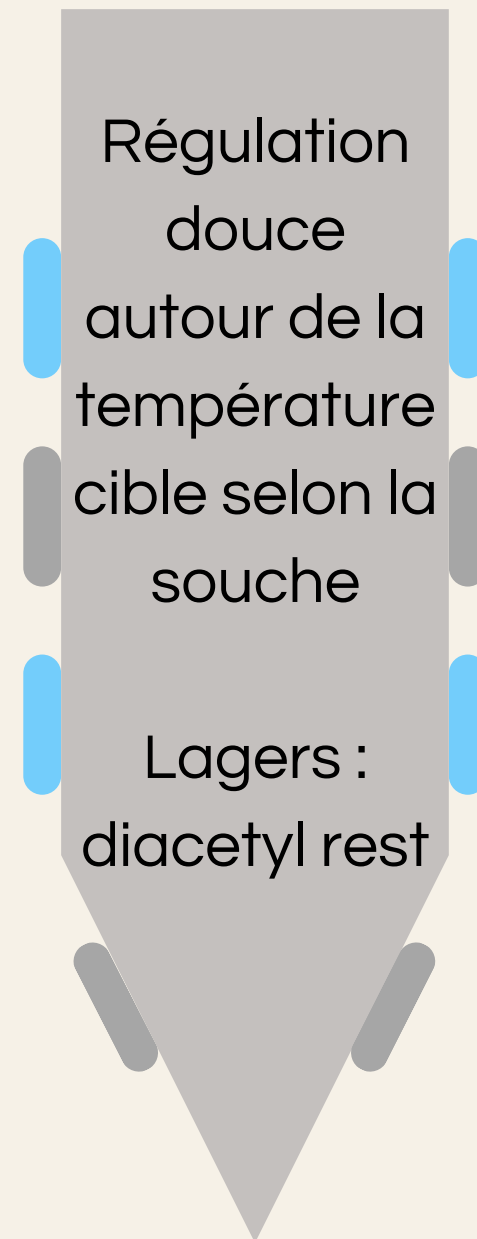 Régulation
douce
autour de la
température
cible selon la
souche
Lagers :
diacetyl rest